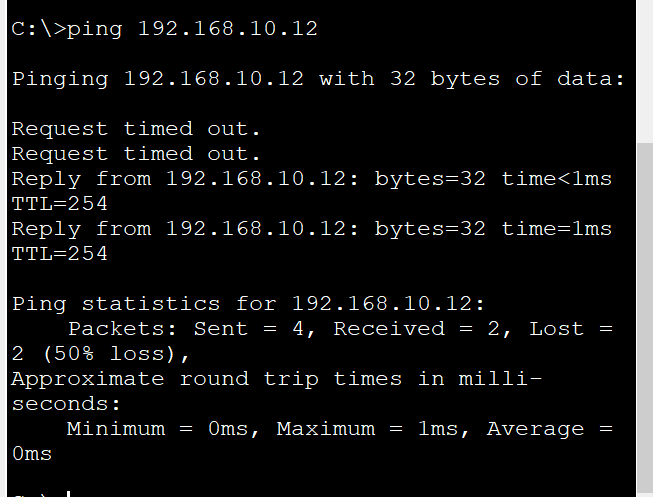 C:\>ping 192.168.10.12
Pinging 192.168.10.12 with 32 bytes of data:
Request timed out.
Request timed out.
Reply from 192.168.10.12: bytes=32 time<1ms
TTL=254
Reply from 192.168.10.12: bytes=32 time=1ms
TTL=254
Ping statistics for 192.168.10.12:
    Packets: Sent = 4, Received = 2, Lost =
2 (50% loss),
Approximate round trip times in milli-
seconds:
    Minimum = 0ms, Maximum = 1ms, Average =
0ms